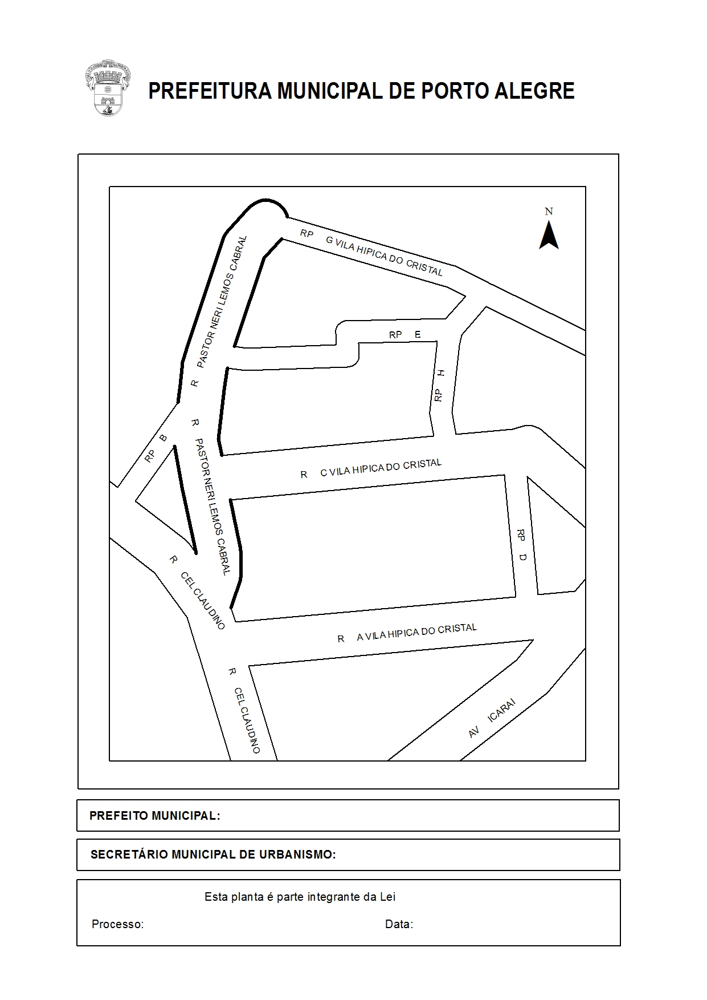 PREFEITURA MUNICIPAL DE PORTO ALEGRE
N
RP G VILA HIPICA DO CRISTAL
R PASTOR NERI LEMOS CABRAL
RP E
RP H
R PASTOR NERI LEMOS CABRAL
RP B
R C VILA HIPICA DO CRISTAL
RP D
R CEL CLAUDINO
R A VILA HIPICA DO CRISTAL
R CEL CLAUDINO
AV ICARAI
PREFEITO MUNICIPAL:
SECRETÁRIO MUNICIPAL DE URBANISMO:
Esta planta é parte integrante da Lei
Processo: Data: